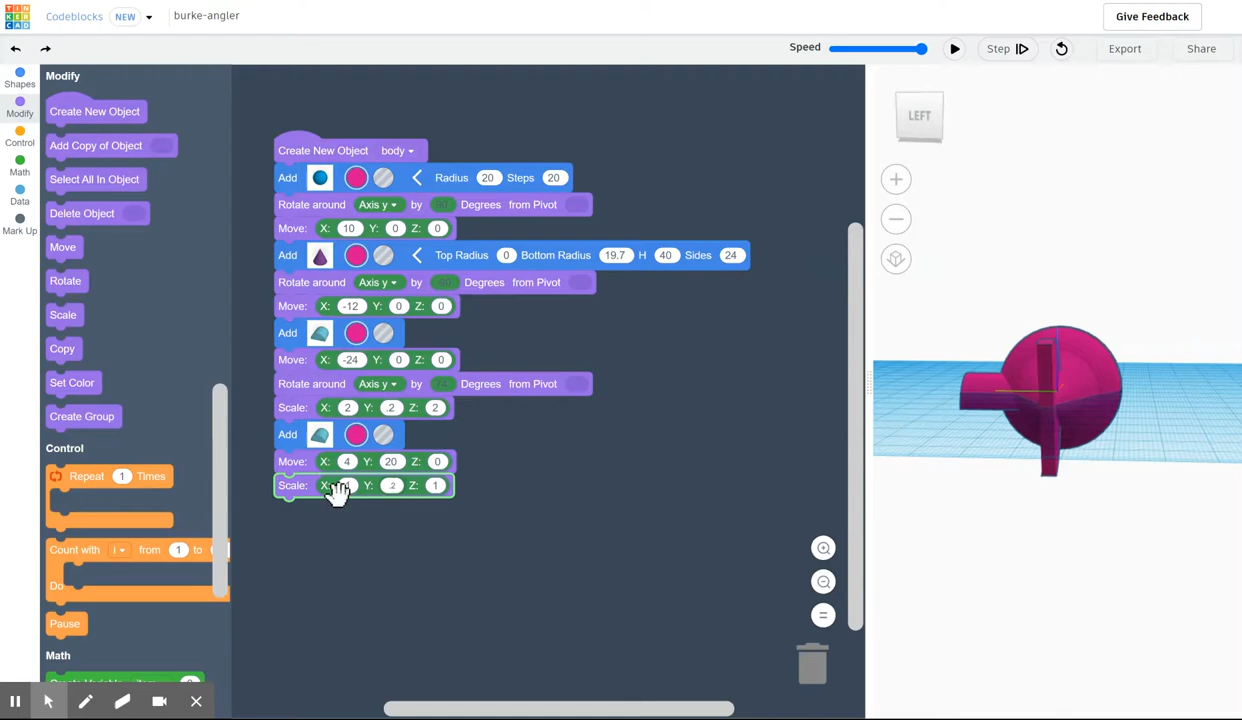 TIN
KER
CAD
Codeblocks NEW burke-angler
Give Feedback
Speed Step Export Share
Shapes
Modify
Control
Math
Data
Mark Up
Modify
Create New Object
Add Copy of Object
Select All In Object
Delete Object
Move
Rotate
Scale
Copy
Set Color
Create Group
Control
Repeat 1 Times
Count with i from 1 to
Do
Pause
Math
Create New Object body
Add Radius 20 Steps 20
Rotate around Axis y by 90 Degrees from Pivot
Move: X: 10 Y: 0 Z: 0
Add Top Radius 0 Bottom Radius 19.7 H 40 Sides 24
Rotate around Axis y by Degrees from Pivot
Move: X: -12 Y: 0 Z: 0
Add
Move: X: -24 Y: 0 Z: 0
Rotate around Axis y by Degrees from Pivot
Scale: X: 2 Y: .2 Z: 2
Add
Move: X: 4 Y: 20 Z: 0
Scale: X: Y: .2 Z: 1
LEFT